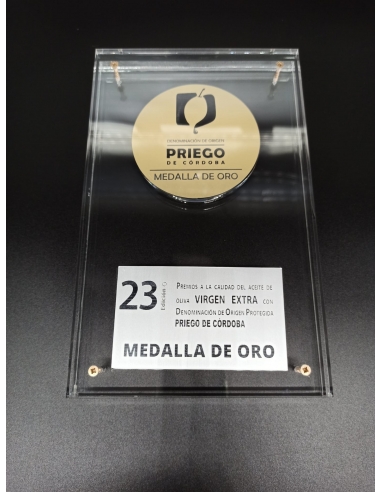 DENOMINACIÓN DE ORIGEN
PRIEGO
DE CÓRDOBA
MEDALLA DE ORO
23
PREMIOS A LA CALIDAD DEL ACEITE DE
OLIVA VIRGEN EXTRA CON
DENOMINACIÓN DE ORIGEN PROTEGIDA
PRIEGO DE CÓRDOBA
MEDALLA DE ORO